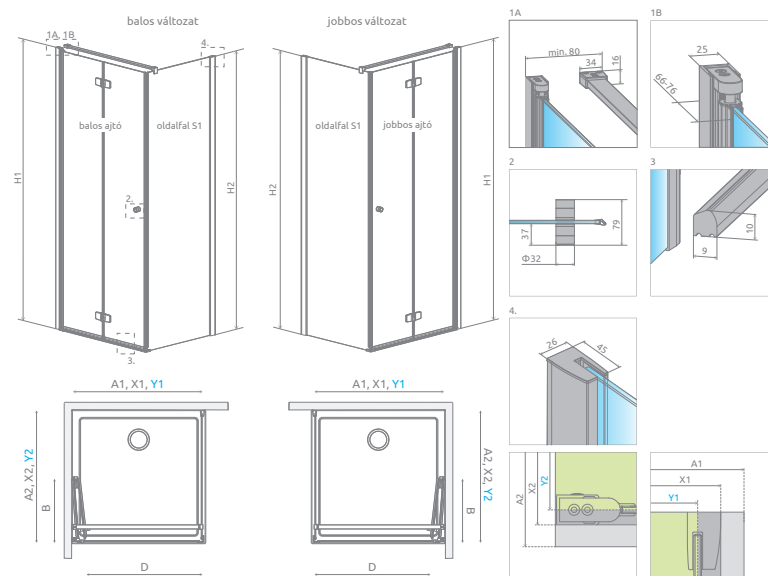 balos változat
jobbos változat
1A, 1B
4.
balos ajtó
oldalfal S1
H1
H2
2.
3.
oldalfal S1
jobbos ajtó
H2
H1
1A
min. 80
34
16
1B
25
66-76
2
37
79
Φ32
3
10
9
4.
26
45
A1, X1, Y1
A2, X2, Y2
B
D
A1, X1, Y1
A2, X2, Y2
B
D
A2
X2
Y2
A1
X1
Y1